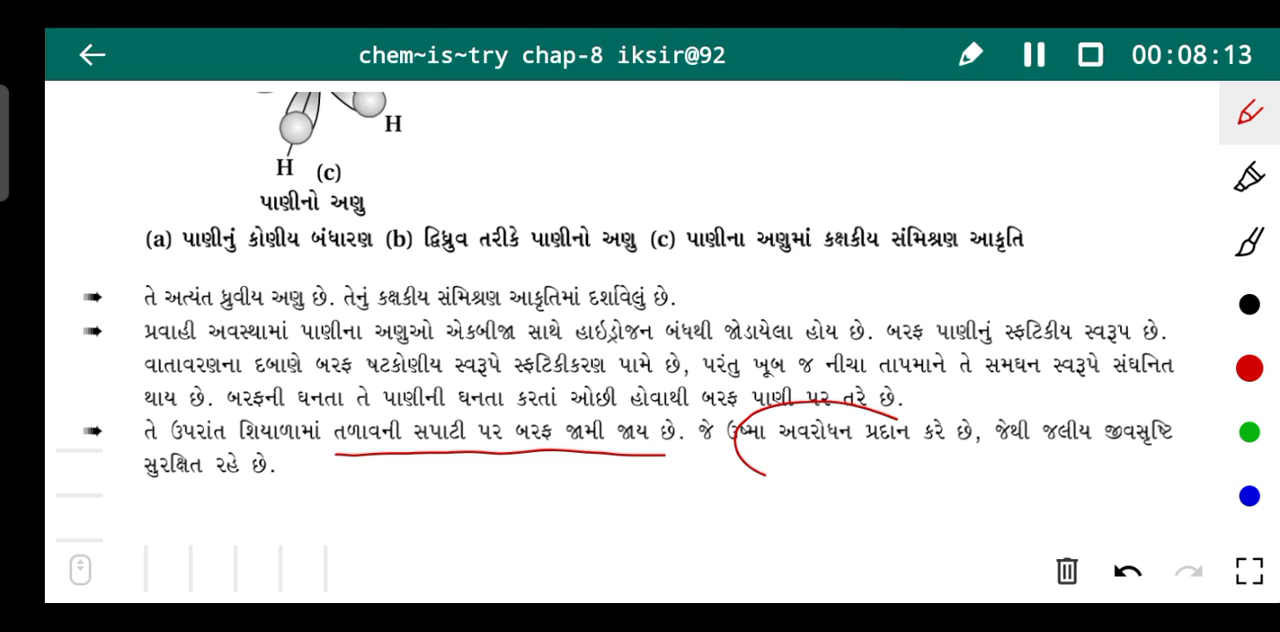 chem~is~try chap-8 iksir@92 00:08:13
H
H (c)
પાણીનો અણુ
(a) પાણીનું કોણીય બંધારણ (b) દ્વિધ્રુવ તરીકે પાણીનો અણુ (c) પાણીના અણુમાં કક્ષકીય સંમિશ્રણ આકૃતિ
તે અત્યંત ધ્રુવીય અણુ છે. તેનું કક્ષકીય સંમિશ્રણ આકૃતિમાં દર્શાવેલું છે.
પ્રવાહી અવસ્થામાં પાણીના અણુઓ એકબીજા સાથે હાઇડ્રોજન બંધથી જોડાયેલા હોય છે. બરફ પાણીનું સ્ફટિકીય સ્વરૂપ છે.
વાતાવરણના દબાણે બરફ ષટકોણીય સ્વરૂપે સ્ફટિકીકરણ પામે છે, પરંતુ ખૂબ જ નીચા તાપમાને તે સમઘન સ્વરૂપે સંઘનિત
થાય છે. બરફની ઘનતા તે પાણીની ઘનતા કરતાં ઓછી હોવાથી બરફ પાણી પર તરે છે.
તે ઉપરાંત શિયાળામાં તળાવની સપાટી પર બરફ જામી જાય છે. જે ઉષ્મા અવરોધન પ્રદાન કરે છે, જેથી જલીય જીવસૃષ્ટિ
સુરક્ષિત રહે છે.